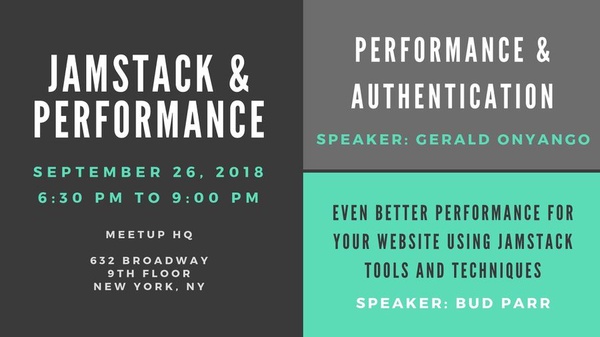 JAMSTACK &
PERFORMANCE
SEPTEMBER 26, 2018
6:30 PM TO 9:00 PM
MEETUP HQ
632 BROADWAY
9TH FLOOR
NEW YORK, NY
PERFORMANCE &
AUTHENTICATION
SPEAKER: GERALD ONYANGO
EVEN BETTER PERFORMANCE FOR
YOUR WEBSITE USING JAMSTACK
TOOLS AND TECHNIQUES
SPEAKER: BUD PARR